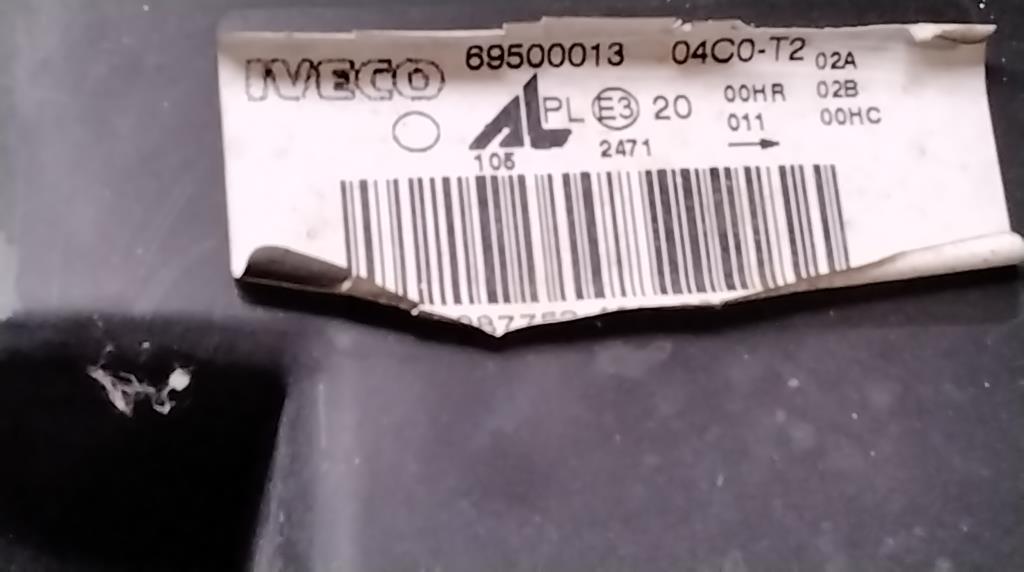 IVECO 69500013 04C0-T2 02A
PL E3 20 00HR 02B
011 00HC
105 2471